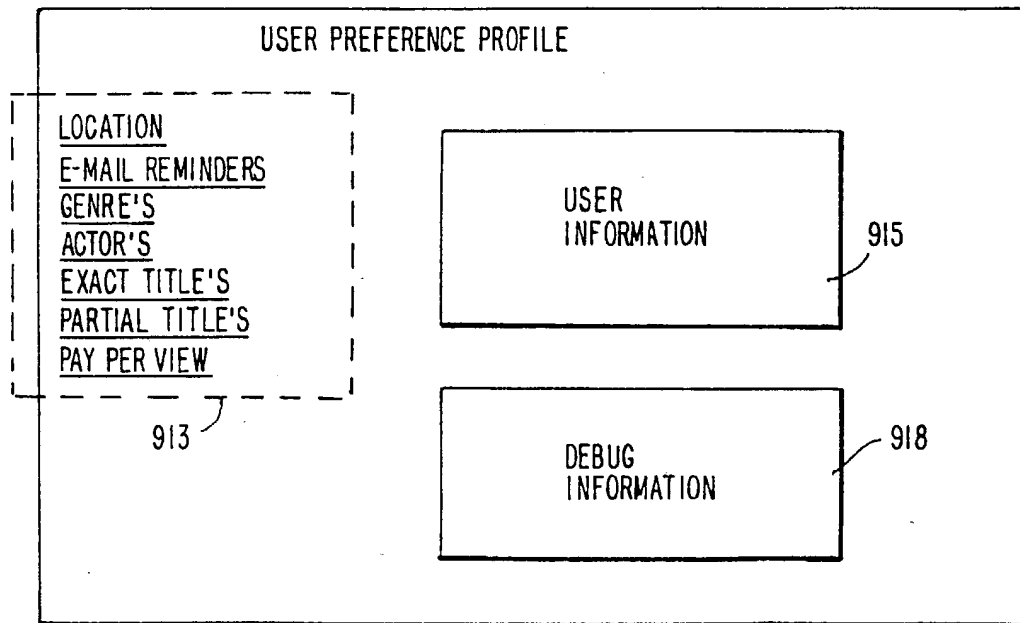 USER PREFERENCE PROFILE
LOCATION
E-MAIL REMINDERS
GENRE'S
ACTOR'S
EXACT TITLE'S
PARTIAL TITLE'S
PAY PER VIEW
913
USER
INFORMATION
915
DEBUG
INFORMATION
918